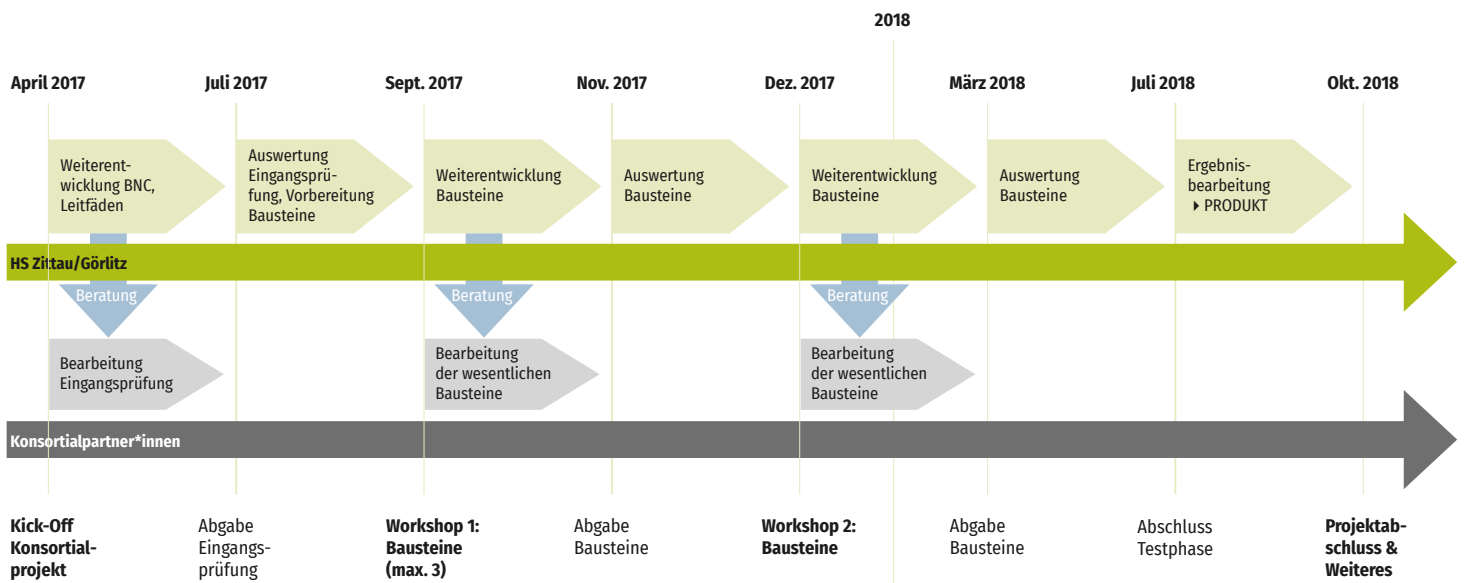 2018
April 2017
Juli 2017
Sept. 2017
Nov. 2017
Dez. 2017
März 2018
Juli 2018
Okt. 2018
Weiterent-
wicklung BNC,
Leitfäden
Auswertung
Eingangsprü-
fung, Vorbereitung
Bausteine
Weiterentwicklung
Bausteine
Auswertung
Bausteine
Weiterentwicklung
Bausteine
Auswertung
Bausteine
Ergebnis-
bearbeitung
▸ PRODUKT
HS Zittau/Görlitz
Beratung
Beratung
Beratung
Bearbeitung
Eingangsprüfung
Bearbeitung
der wesentlichen
Bausteine
Bearbeitung
der wesentlichen
Bausteine
Konsortialpartner*innen
Kick-Off
Konsortial-
projekt
Abgabe
Eingangs-
prüfung
Workshop 1:
Bausteine
(max. 3)
Abgabe
Bausteine
Workshop 2:
Bausteine
Abgabe
Bausteine
Abschluss
Testphase
Projektab-
schluss &
Weiteres